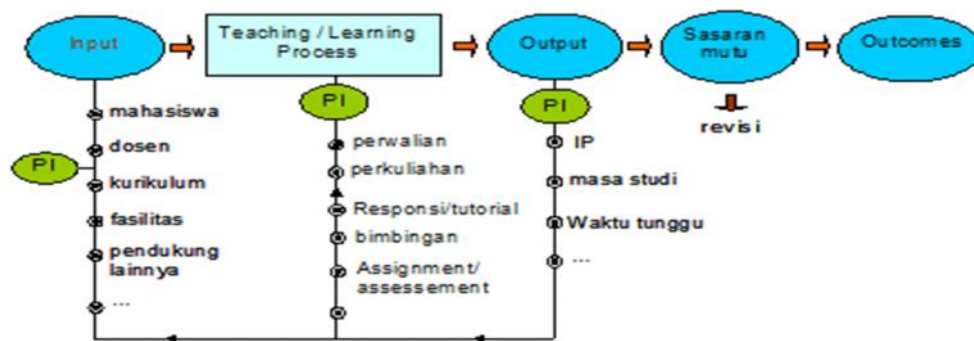 Input
Teaching / Learning
Process
Output
Sasaran
mutu
Outcomes
PI
mahasiswa
dosen
kurikulum
fasilitas
pendukung
lainnya
...
PI
perwalian
perkuliahan
Responsi/tutorial
bimbingan
Assignment/
assessement
PI
IP
masa studi
Waktu tunggu
...
revisi